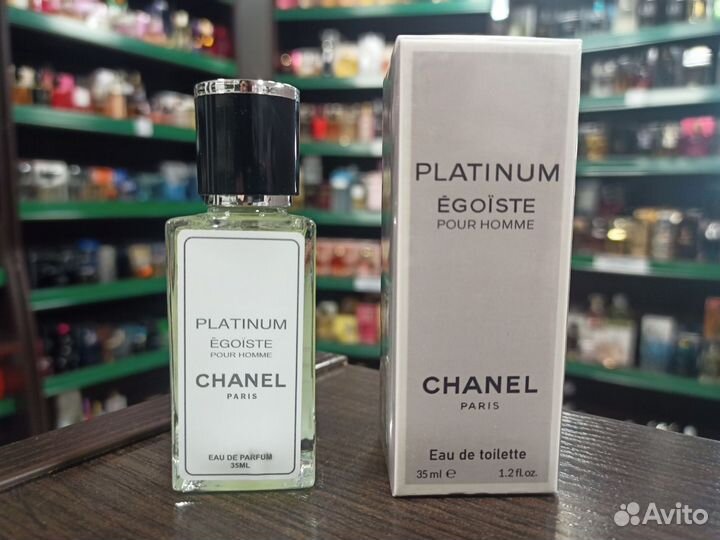 PLATINUM
ĒGOÏSTE
POUR HOMME
CHANEL
PARIS
EAU DE PARFUM
35ML
PLATINUM
ÉGOÏSTE
POUR HOMME
CHANEL
PARIS
Eau de toilette
35 ml ℮ 1.2 fl.oz.
Avito